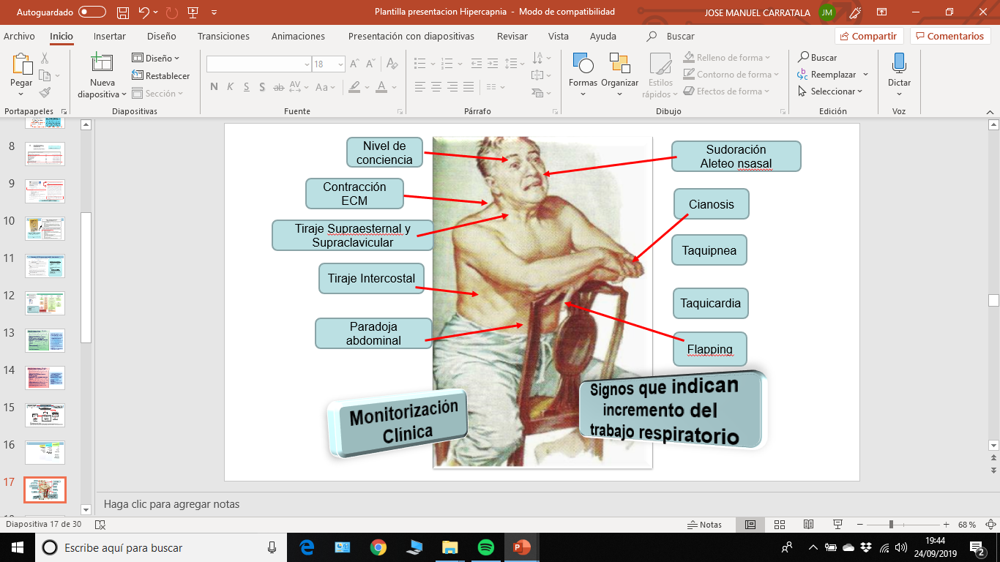 Autoguardado
Plantilla presentacion Hipercapnia - Modo de compatibilidad
JOSE MANUEL CARRATALA
JM
Archivo
Inicio
Insertar
Diseño
Transiciones
Animaciones
Presentación con diapositivas
Revisar
Vista
Ayuda
Buscar
Compartir
Comentarios
Pegar
Portapapeles
Nueva
diapositiva
Diseño
Restablecer
Sección
Diapositivas
18
N K S S ab AV Aa A
Fuente
Párrafo
Formas
Organizar
Estilos
rápidos
Relleno de forma
Contorno de forma
Efectos de forma
Dibujo
Buscar
Reemplazar
Seleccionar
Edición
Dictar
Voz
8
9
10
11
12
13
14
15
16
17
Nivel de
conciencia
Contracción
ECM
Tiraje Supraesternal y
Supraclavicular
Tiraje Intercostal
Paradoja
abdominal
Sudoración
Aleteo nsasal
Cianosis
Taquipnea
Taquicardia
Flapping
Monitorización
Clínica
Signos que indican
incremento del
trabajo respiratorio
Haga clic para agregar notas
Diapositiva 17 de 30
Notas
68 %
Escribe aquí para buscar
19:44
24/09/2019
2